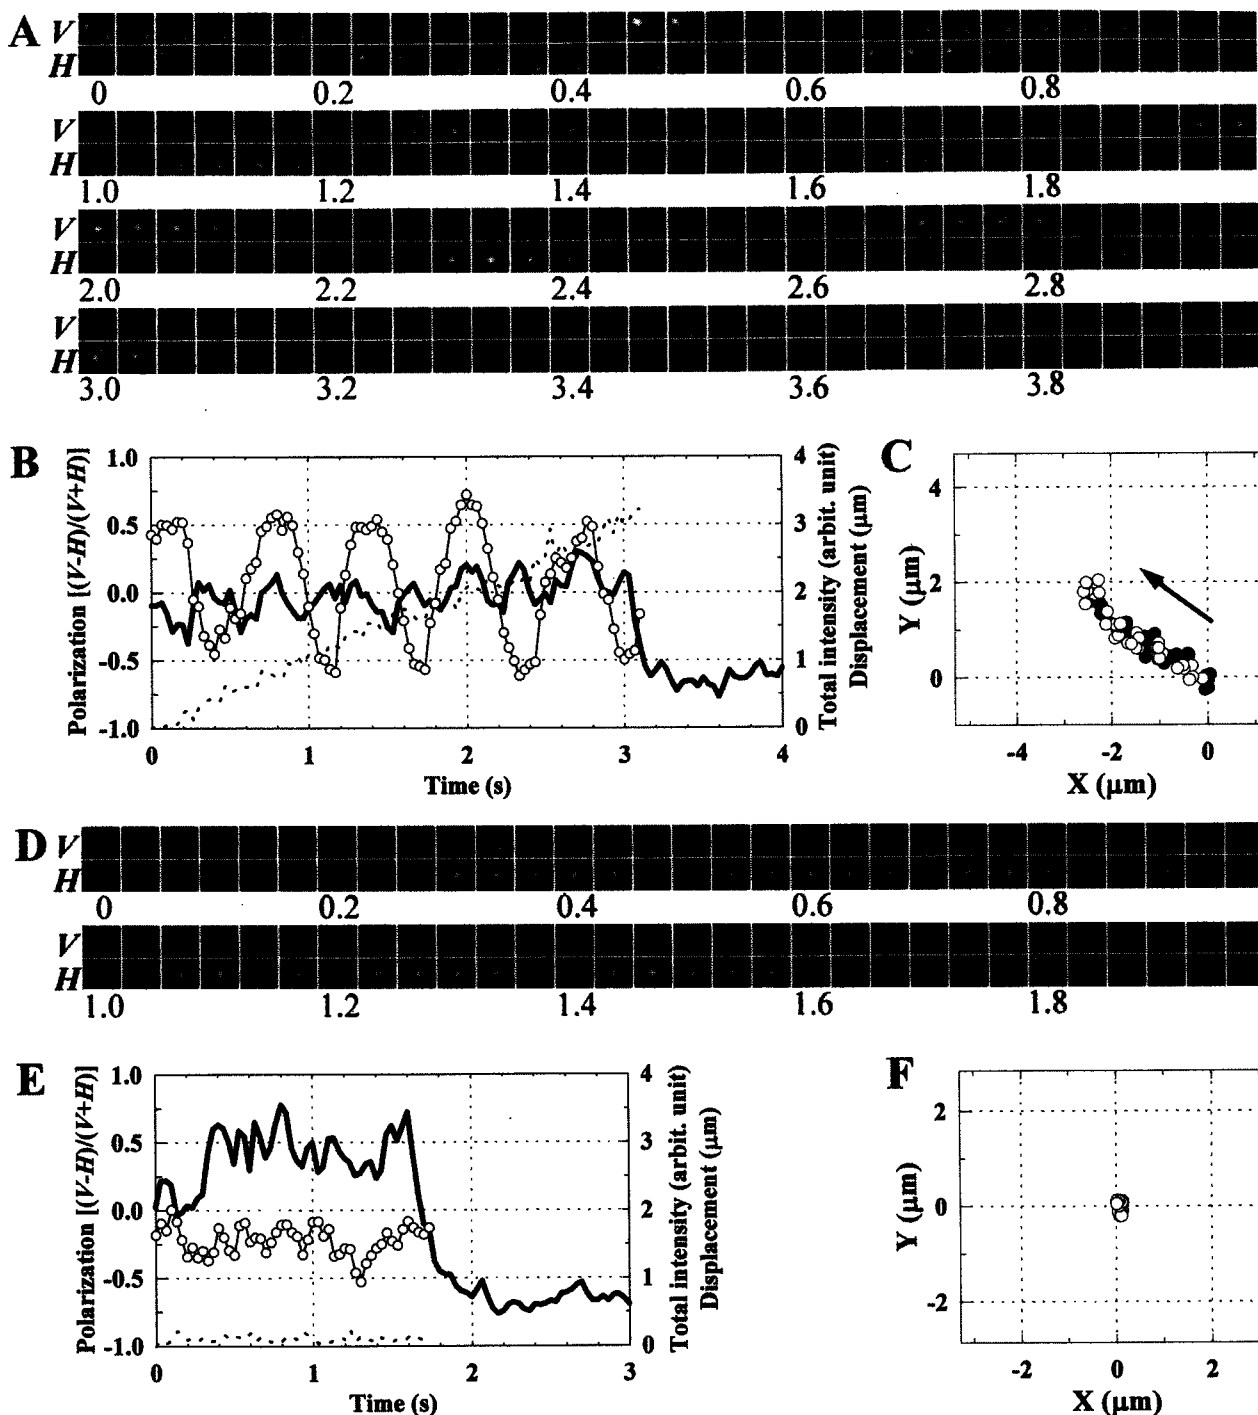 A
V
H
0 0.2 0.4 0.6 0.8
V
H
1.0 1.2 1.4 1.6 1.8
V
H
2.0 2.2 2.4 2.6 2.8
V
H
3.0 3.2 3.4 3.6 3.8
B
Polarization [(V-H)/(V+H)]
1.0
0.5
0.0
-0.5
-1.0
0 1 2 3 4
Time (s)
4
3
2
1
0
Total intensity (arbit. unit)
Displacement (μm)
C
Y (μm)
4
2
0
-4 -2 0
X (μm)
D
V
H
0 0.2 0.4 0.6 0.8
V
H
1.0 1.2 1.4 1.6 1.8
E
Polarization [(V-H)/(V+H)]
1.0
0.5
0.0
-0.5
-1.0
0 1 2 3
Time (s)
4
3
2
1
0
Total intensity (arbit. unit)
Displacement (μm)
F
Y (μm)
2
0
-2
-2 0 2
X (μm)